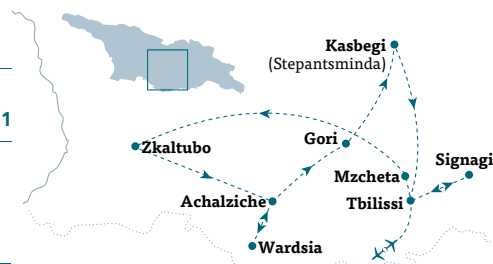 Kasbegi
(Stepantsminda)
1
Zkaltubo
Gori
Signagi
Mzcheta
Achalziche
Tbilissi
Wardsia